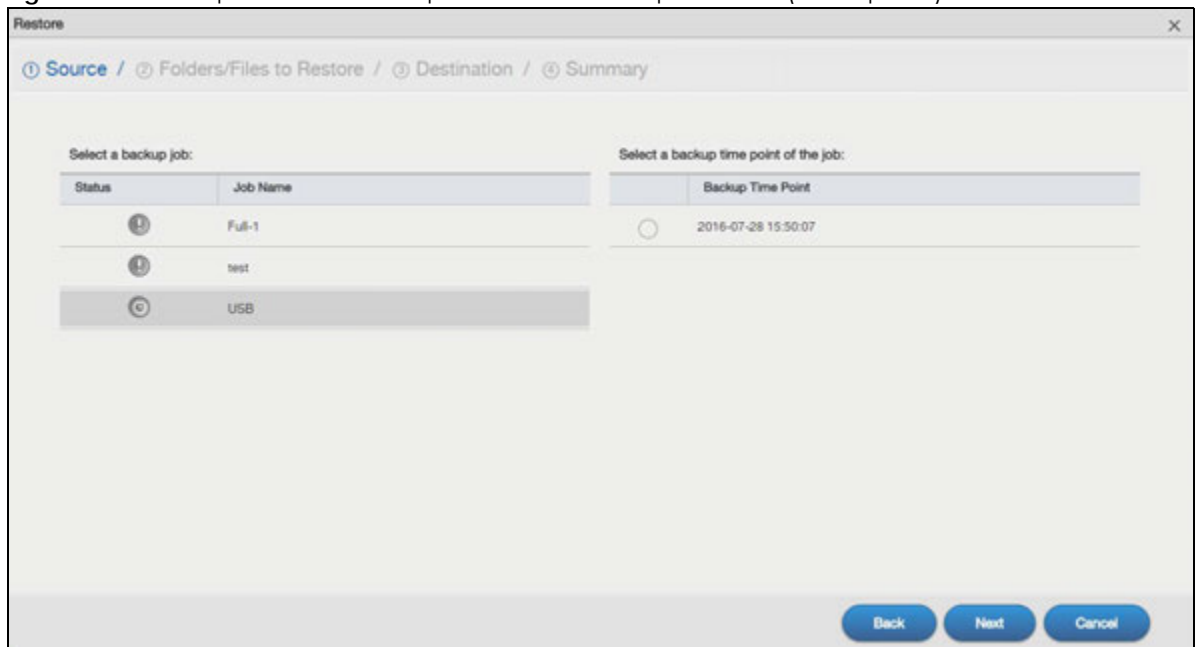 Restore
① Source / ② Folders/Files to Restore / ③ Destination / ④ Summary
Select a backup job:
Status Job Name
Full-1
test
USB
Select a backup time point of the job:
Backup Time Point
2016-07-28 15:50:07
Back Next Cancel